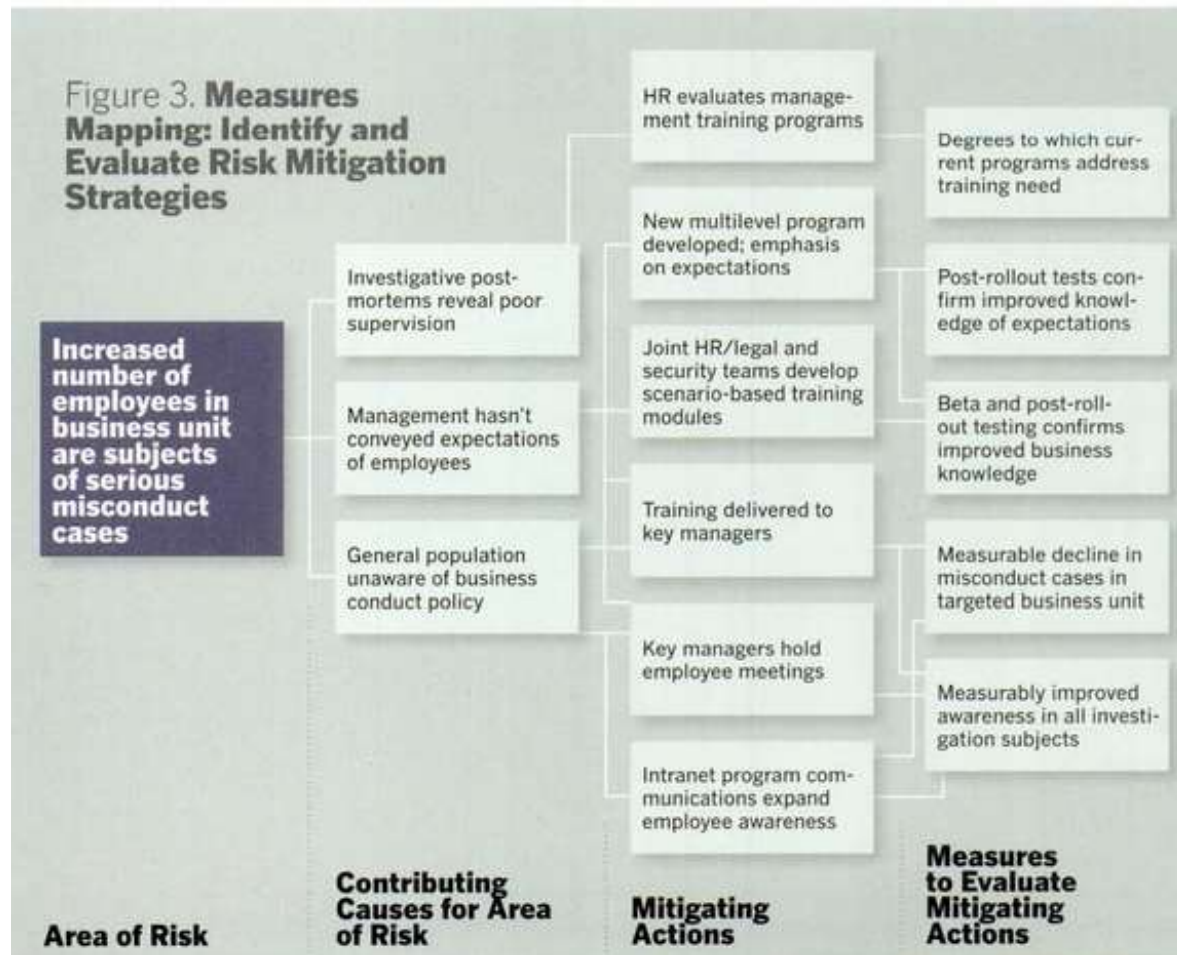 Figure 3. Measures
Mapping: Identify and
Evaluate Risk Mitigation
Strategies
Increased
number of
employees in
business unit
are subjects
of serious
misconduct
cases
Area of Risk
Investigative post-
mortems reveal poor
supervision
Management hasn't
conveyed expectations
of employees
General population
unaware of business
conduct policy
Contributing
Causes for Area
of Risk
HR evaluates manage-
ment training programs
New multilevel program
developed; emphasis
on expectations
Joint HR/legal and
security teams develop
scenario-based training
modules
Training delivered to
key managers
Key managers hold
employee meetings
Intranet program com-
munications expand
employee awareness
Mitigating
Actions
Degrees to which cur-
rent programs address
training need
Post-rollout tests con-
firm improved knowl-
edge of expectations
Beta and post-roll-
out testing confirms
improved business
knowledge
Measurable decline in
misconduct cases in
targeted business unit
Measurably improved
awareness in all investi-
gation subjects
Measures
to Evaluate
Mitigating
Actions